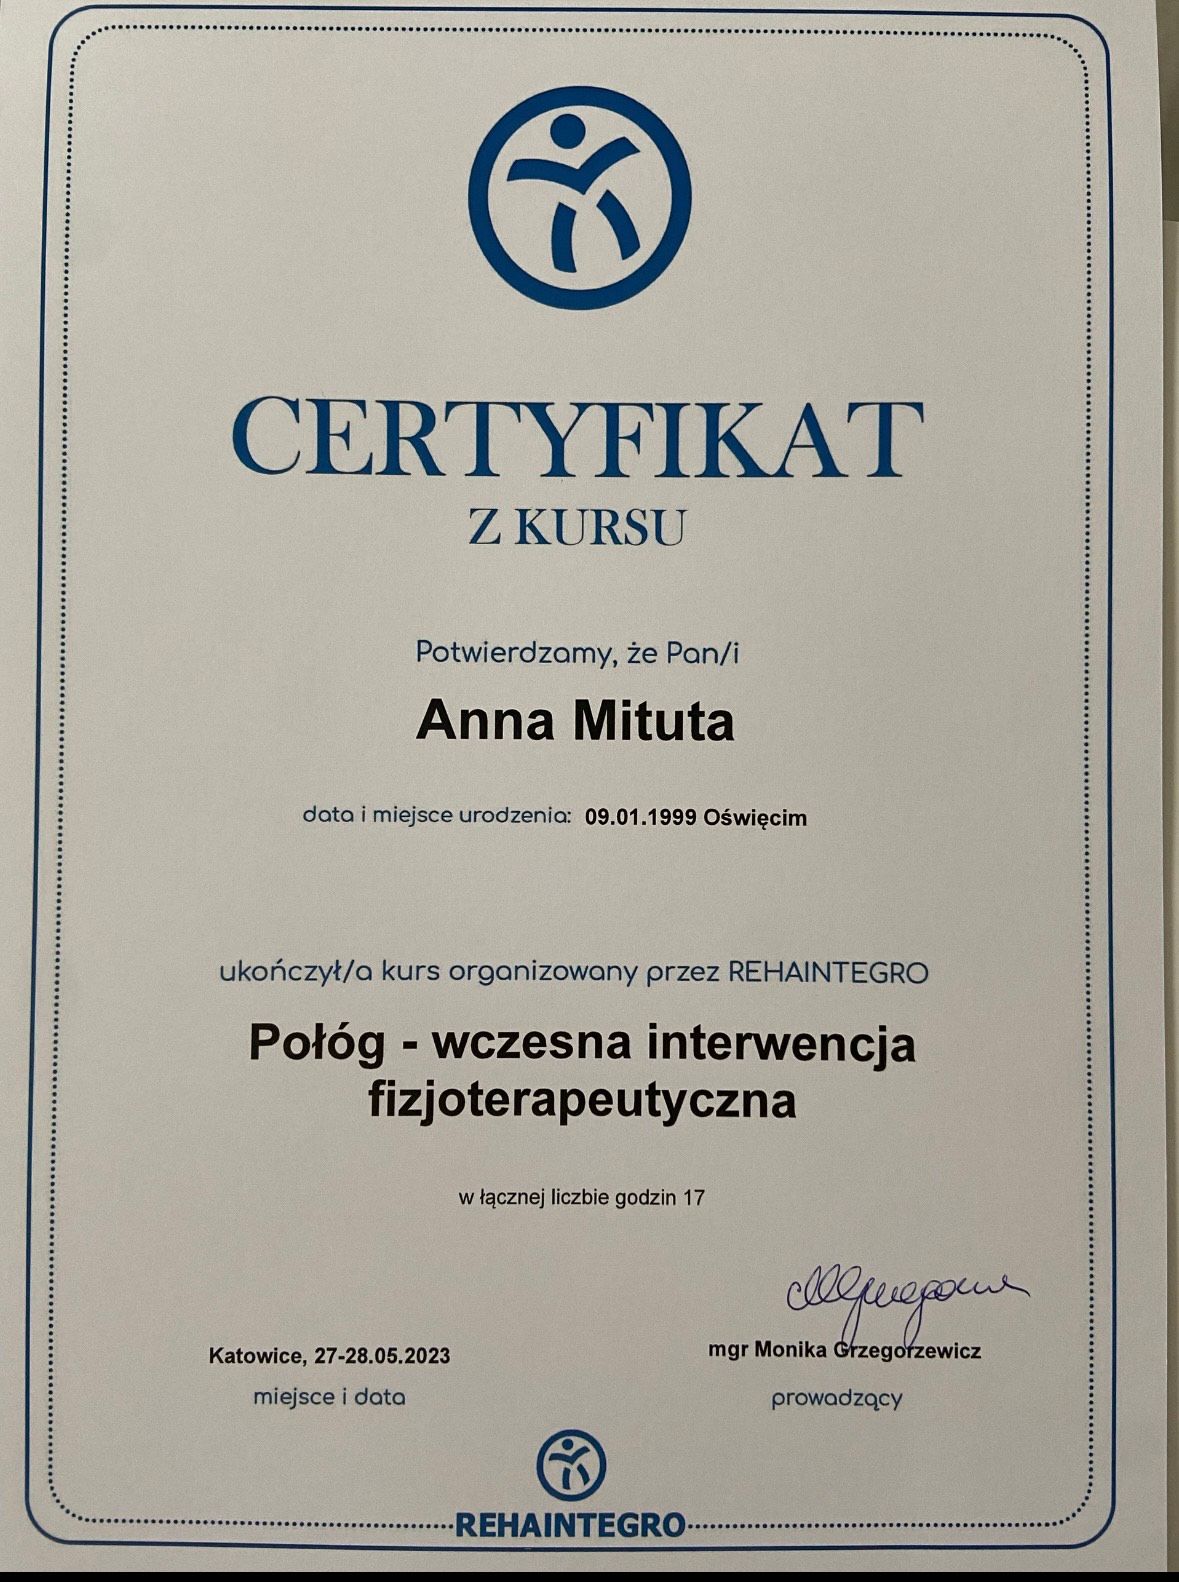 CERTYFIKAT
Z KURSU
Potwierdzamy, że Pan/i
Anna Mituta
data i miejsce urodzenia: 09.01.1999 Oświęcim
ukończył/a kurs organizowany przez REHAINTEGRO
Połóg - wczesna interwencja
fizjoterapeutyczna
w łącznej liczbie godzin 17
Katowice, 27-28.05.2023
miejsce i data
mgr Monika Grzegorzewicz
prowadzący
REHAINTEGRO